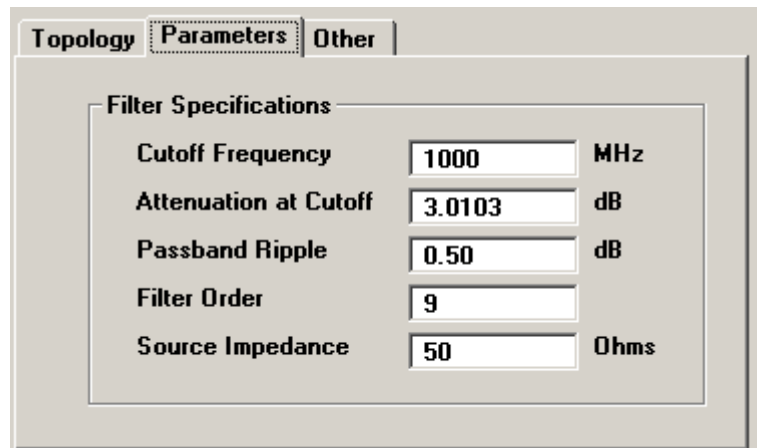 Topology Parameters Other
Filter Specifications
Cutoff Frequency 1000 MHz
Attenuation at Cutoff 3.0103 dB
Passband Ripple 0.50 dB
Filter Order 9
Source Impedance 50 Ohms